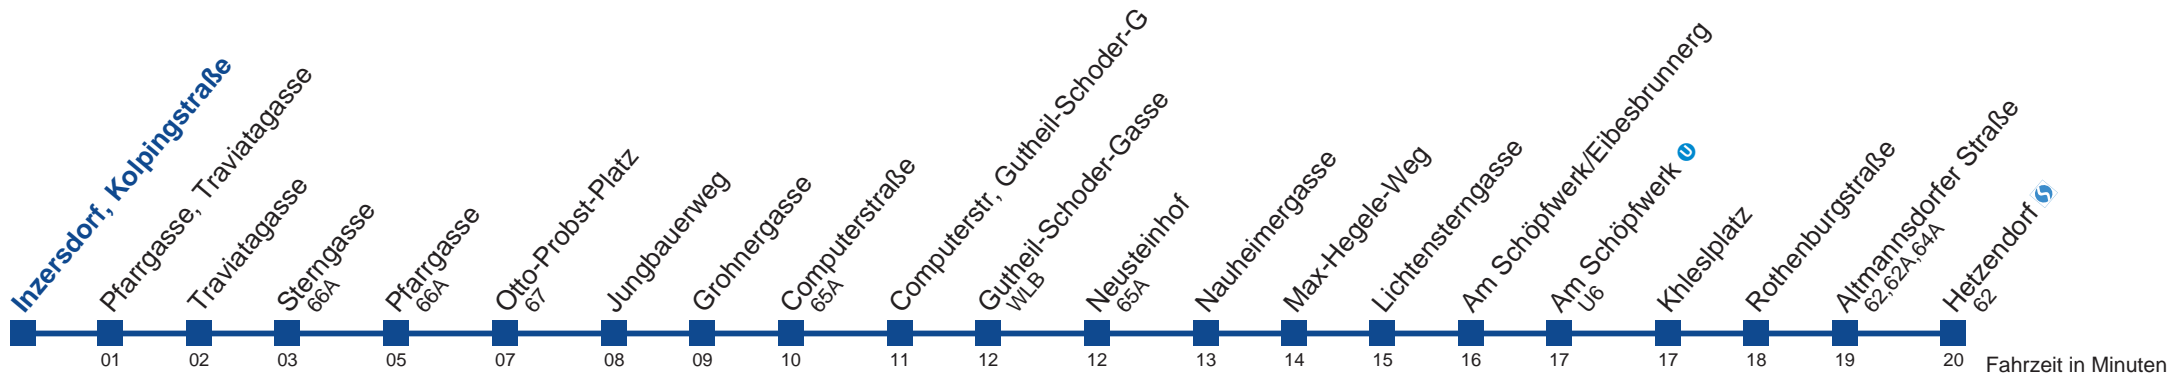 Inzersdorf, Kolpingstraße
Pfarrgasse, Traviatagasse
01
Traviatagasse
02
Sterngasse
66A
03
Pfarrgasse
66A
05
Otto-Probst-Platz
67
07
Jungbauerweg
08
Grohnergasse
09
Computerstraße
65A
10
Computerstr, Gutheil-Schoder-G
11
Gutheil-Schoder-Gasse
WLB
12
Neusteinhof
65A
12
Nauheimergasse
13
Max-Hegele-Weg
14
Lichtensterngasse
15
Am Schöpfwerk/Eibesbrunnerg
16
Am Schöpfwerk U
U6
17
Khleslplatz
17
Rothenburgstraße
18
Altmannsdorfer Straße
62,62A,64A
19
Hetzendorf S
62
20
Fahrzeit in Minuten